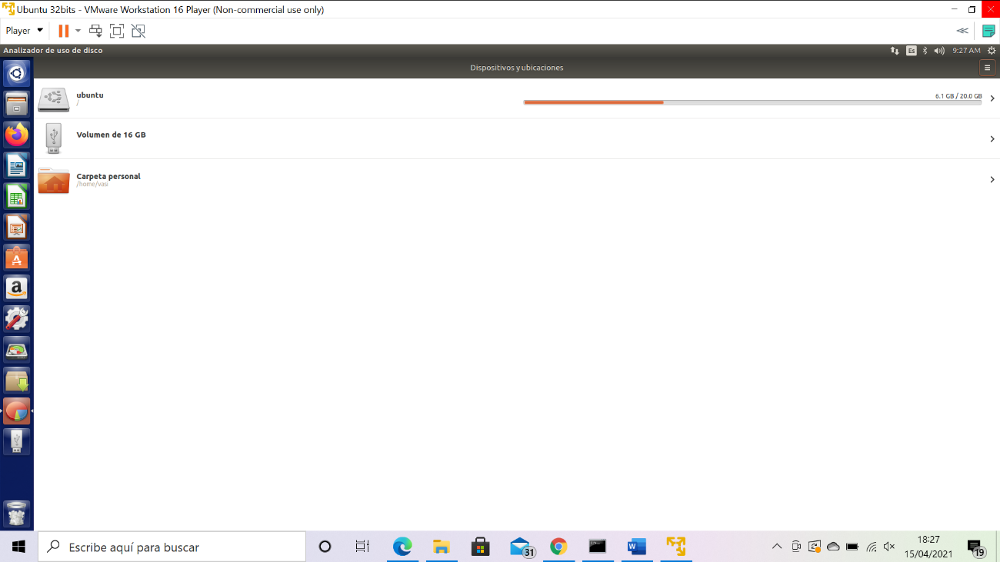 Ubuntu 32bits - VMware Workstation 16 Player (Non-commercial use only)
Player
Analizador de uso de disco
Es
9:27 AM
Dispositivos y ubicaciones
ubuntu
/
6.1 GB / 20.0 GB
Volumen de 16 GB
Carpeta personal
/home/vasi
Escribe aquí para buscar
31
18:27
15/04/2021
19